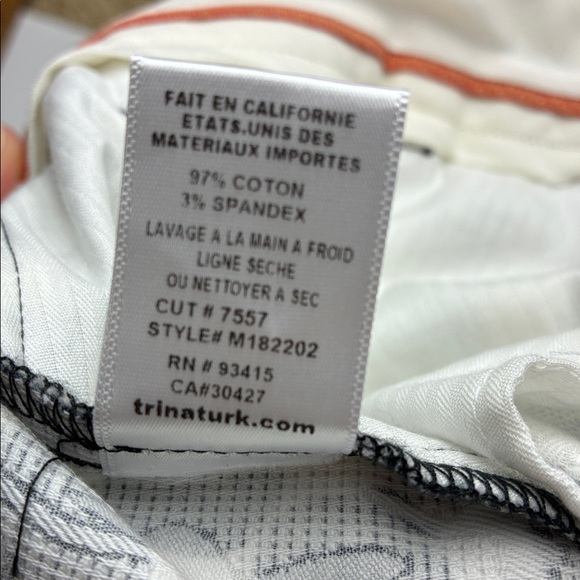 FAIT EN CALIFORNIE
ETATS.UNIS DES
MATERIAUX IMPORTES
97% COTON
3% SPANDEX
LAVAGE A LA MAIN A FROID
LIGNE SECHE
OU NETTOYER A SEC
CUT # 7557
STYLE# M182202
RN # 93415
CA#30427
trinaturk.com